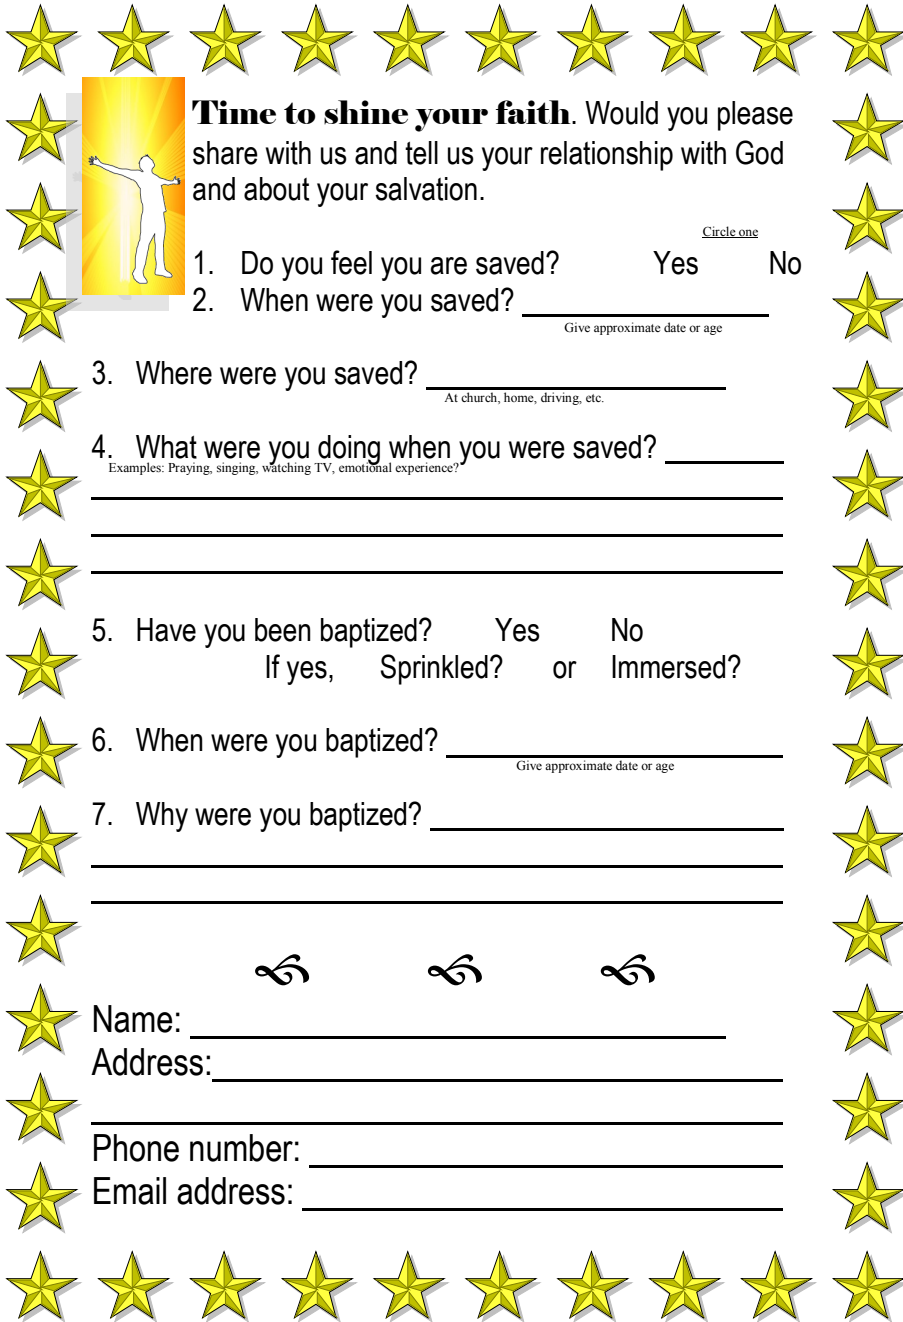 Time to shine your faith. Would you please
share with us and tell us your relationship with God
and about your salvation.
Circle one
1. Do you feel you are saved? Yes No
2. When were you saved?
Give approximate date or age
3. Where were you saved?
At church, home, driving, etc.
4. What were you doing when you were saved?
Examples: Praying, singing, watching TV, emotional experience?
5. Have you been baptized? Yes No
If yes, Sprinkled? or Immersed?
6. When were you baptized?
Give approximate date or age
7. Why were you baptized?
Name:
Address:
Phone number:
Email address: